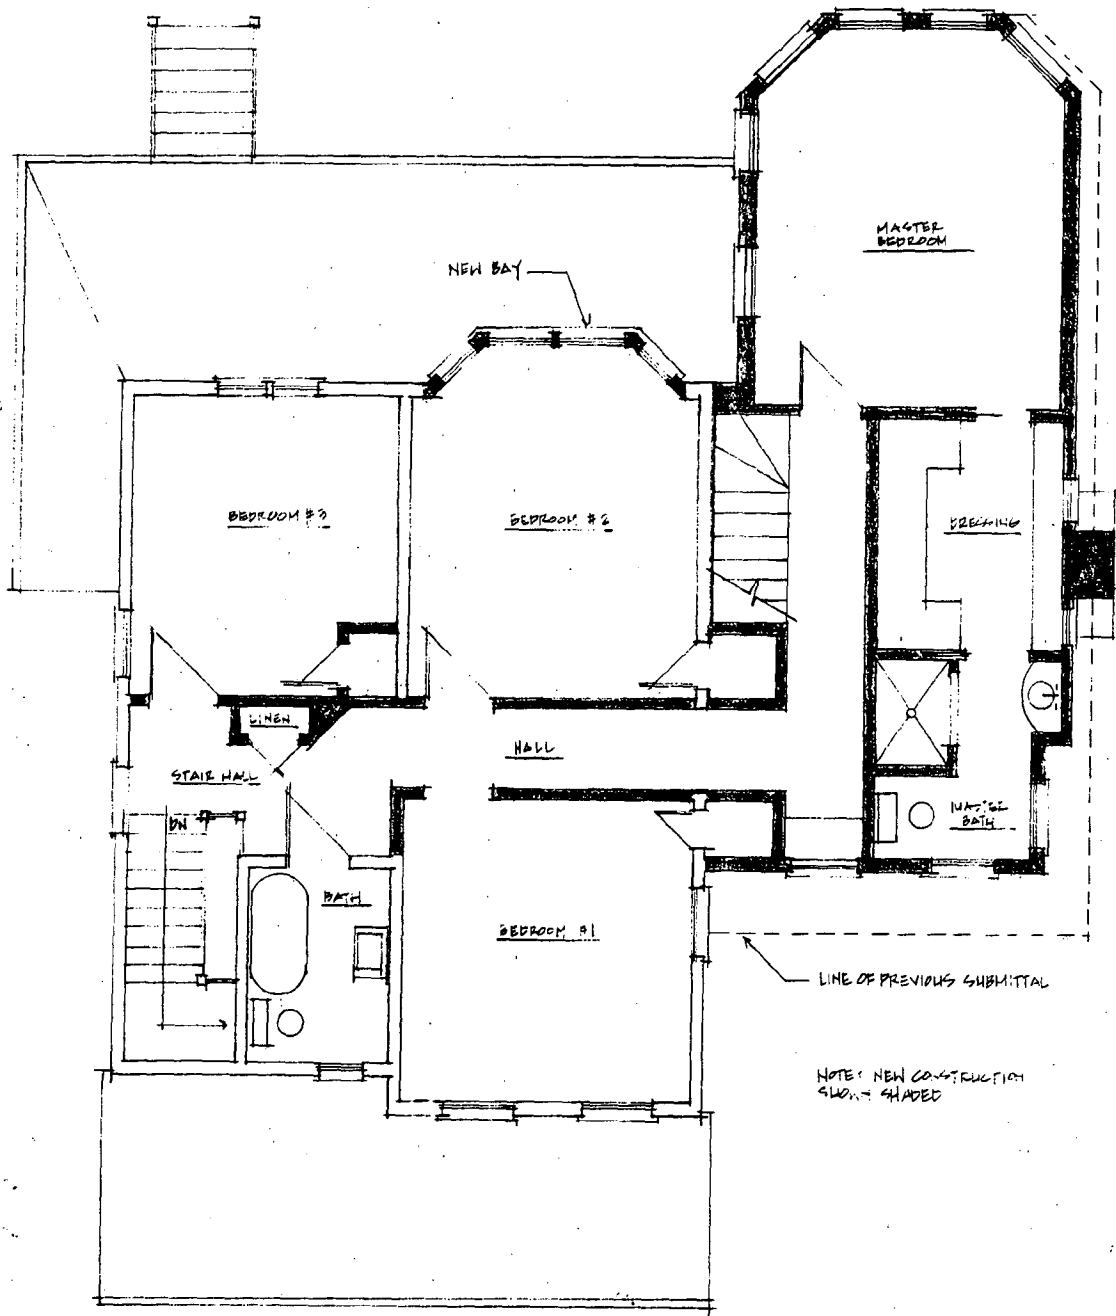 MASTER
BEDROOM
NEW BAY
BEDROOM #3
BEDROOM #2
DRESSING
LINEN
HALL
STAIR HALL
DN
MASTER
BATH
BATH
BEDROOM #1
LINE OF PREVIOUS SUBMITTAL
NOTE: NEW CONSTRUCTION
SHOWN SHADED